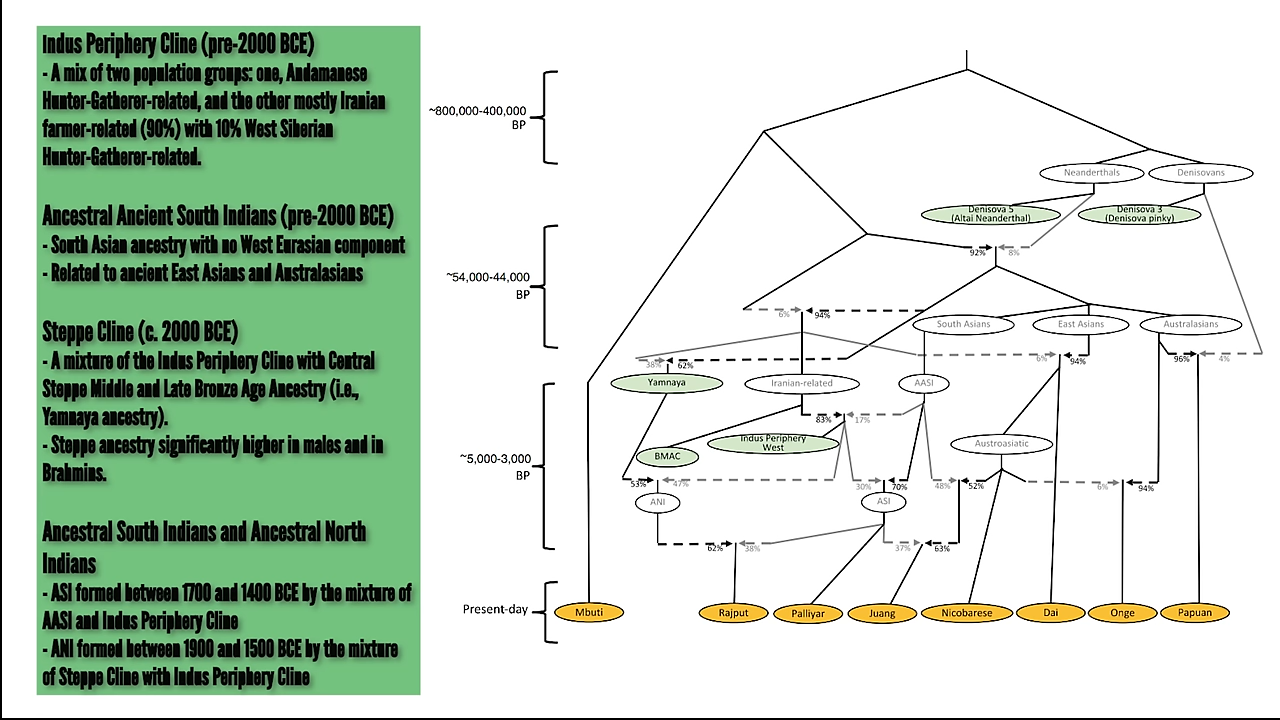 Indus Periphery Cline (pre-2000 BCE)
- A mix of two population groups: one, Andamanese
Hunter-Gatherer-related, and the other mostly Iranian
farmer-related (90%) with 10% West Siberian
Hunter-Gatherer-related.
Ancestral Ancient South Indians (pre-2000 BCE)
- South Asian ancestry with no West Eurasian component
- Related to ancient East Asians and Australasians
Steppe Cline (c. 2000 BCE)
- A mixture of the Indus Periphery Cline with Central
Steppe Middle and Late Bronze Age Ancestry (i.e.,
Yamnaya ancestry).
- Steppe ancestry significantly higher in males and in
Brahmins.
Ancestral South Indians and Ancestral North
Indians
- ASI formed between 1700 and 1400 BCE by the mixture of
AASI and Indus Periphery Cline
- ANI formed between 1900 and 1500 BCE by the mixture
of Steppe Cline with Indus Periphery Cline
~800,000-400,000
BP
Neanderthals
Denisovans
Denisova 5
(Altai Neanderthal)
Denisova 3
(Denisova pinky)
92%
8%
~54,000-44,000
BP
6%
94%
South Asians
East Asians
Australasians
38%
62%
6%
94%
96%
4%
Yamnaya
Iranian-related
AASI
83%
17%
Indus Periphery
West
Austroasiatic
BMAC
~5,000-3,000
BP
53%
47%
30%
70%
48%
52%
6%
94%
ANI
ASI
62%
38%
37%
63%
Present-day
Mbuti
Rajput
Palliyar
Juang
Nicobarese
Dai
Onge
Papuan